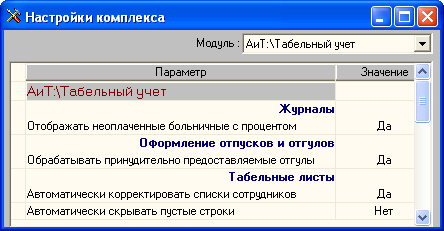 Настройки комплекса
Модуль : АиТ:\Табельный учет
Параметр Значение
АиТ:\Табельный учет
Журналы
Отображать неоплаченные больничные с процентом Да
Оформление отпусков и отгулов
Обрабатывать принудительно предоставляемые отгулы Да
Табельные листы
Автоматически корректировать списки сотрудников Да
Автоматически скрывать пустые строки Нет